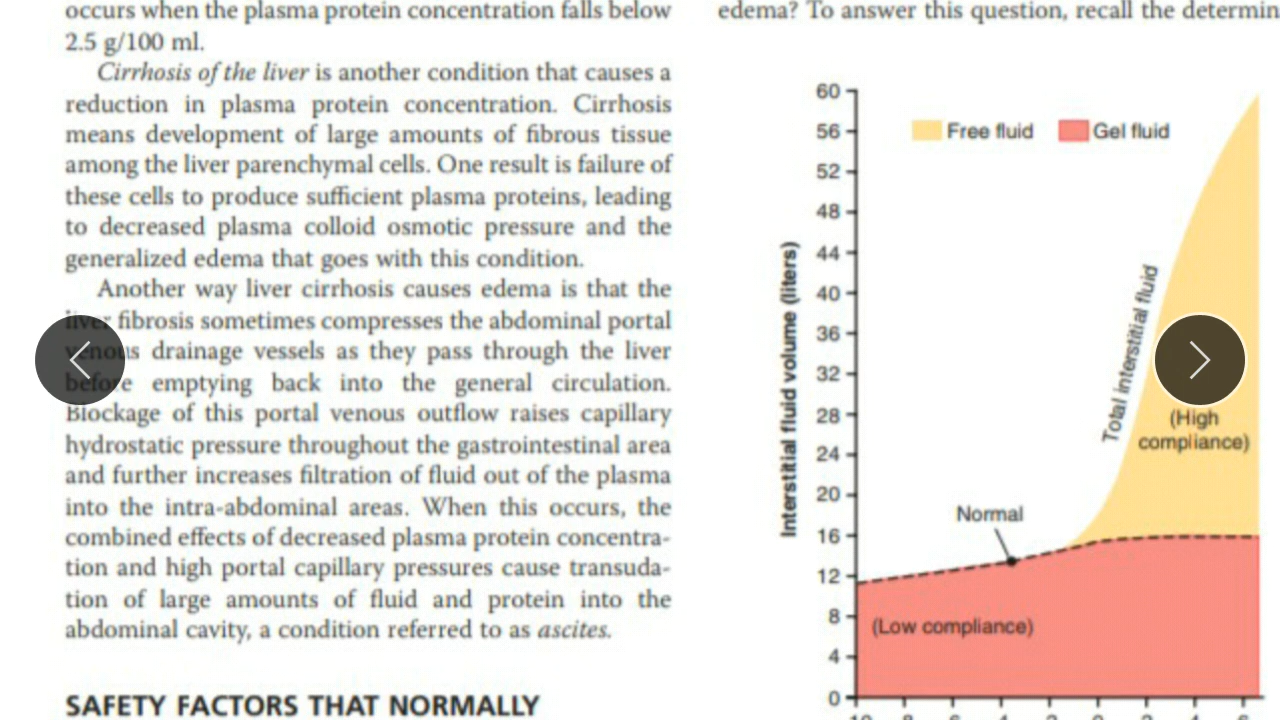 occurs when the plasma protein concentration falls below
2.5 g/100 ml.
Cirrhosis of the liver is another condition that causes a
reduction in plasma protein concentration. Cirrhosis
means development of large amounts of fibrous tissue
among the liver parenchymal cells. One result is failure of
these cells to produce sufficient plasma proteins, leading
to decreased plasma colloid osmotic pressure and the
generalized edema that goes with this condition.
Another way liver cirrhosis causes edema is that the
liver fibrosis sometimes compresses the abdominal portal
venous drainage vessels as they pass through the liver
before emptying back into the general circulation.
Blockage of this portal venous outflow raises capillary
hydrostatic pressure throughout the gastrointestinal area
and further increases filtration of fluid out of the plasma
into the intra-abdominal areas. When this occurs, the
combined effects of decreased plasma protein concentra-
tion and high portal capillary pressures cause transuda-
tion of large amounts of fluid and protein into the
abdominal cavity, a condition referred to as ascites.
SAFETY FACTORS THAT NORMALLY
edema? To answer this question, recall the determin
60
56
52
48
44
40
36
32
28
24
20
16
12
8
4
0
Interstitial fluid volume (liters)
Free fluid
Gel fluid
Total interstitial fluid
(High
compliance)
Normal
(Low compliance)